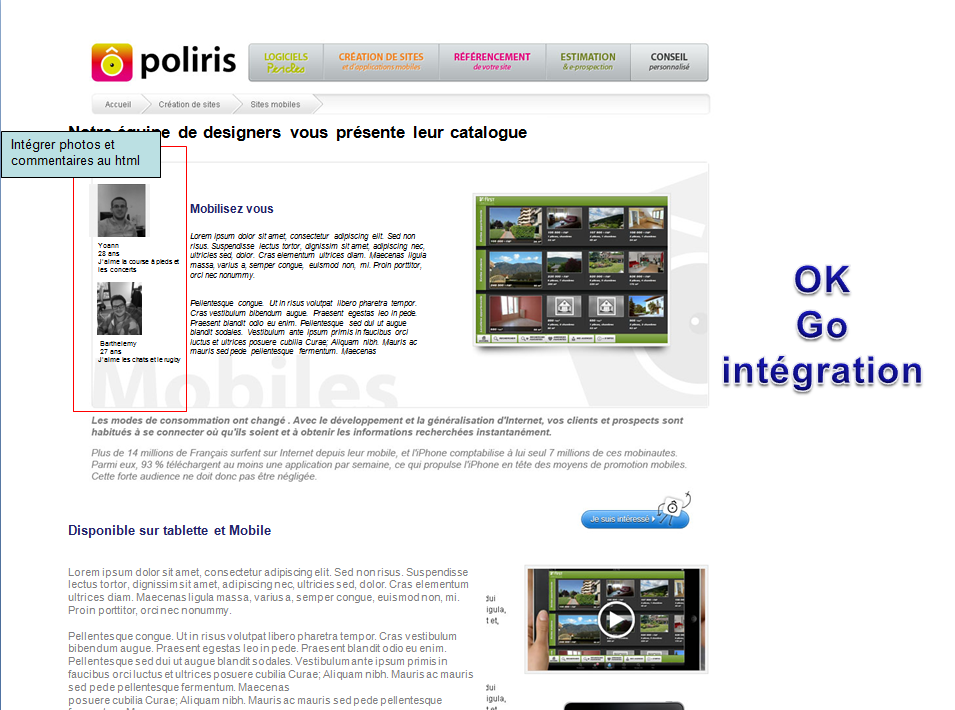 poliris
LOGICIELS
Pericles
CRÉATION DE SITES
et d'applications mobiles
RÉFÉRENCEMENT
de votre site
ESTIMATION
& e-prospection
CONSEIL
personnalisé
Accueil
Création de sites
Sites mobiles
Notre équipe de designers vous présente leur catalogue
Intégrer photos et
commentaires au html
Yoann
28 ans
J'aime la course à pieds et
les concerts
Barthelemy
27 ans
J'aime les chats et le rugby
Mobilisez vous
Lorem ipsum dolor sit amet, consectetur adipiscing elit. Sed non
risus. Suspendisse lectus tortor, dignissim sit amet, adipiscing nec,
ultricies sed, dolor. Cras elementum ultrices diam. Maecenas ligula
massa, varius a, semper congue, euismod non, mi. Proin porttitor,
orci nec nonummy.
Pellentesque congue. Ut in risus volutpat libero pharetra tempor.
Cras vestibulum bibendum augue. Praesent egestas leo in pede.
Praesent blandit odio eu enim. Pellentesque sed dui ut augue
blandit sodales. Vestibulum ante ipsum primis in faucibus orci
luctus et ultrices posuere cubilia Curae; Aliquam nibh. Mauris ac
mauris sed pede pellentesque fermentum. Maecenas
Mobiles
OK
Go
intégration
Les modes de consommation ont changé . Avec le développement et la généralisation d'Internet, vos clients et prospects sont
habitués à se connecter où qu'ils soient et à obtenir les informations recherchées instantanément.
Plus de 14 millions de Français surfent sur Internet depuis leur mobile, et l'iPhone comptabilise à lui seul 7 millions de ces mobinautes.
Parmi eux, 93 % téléchargent au moins une application par semaine, ce qui propulse l'iPhone en tête des moyens de promotion mobiles.
Cette forte audience ne doit donc pas être négligée.
Je suis intéressé
Disponible sur tablette et Mobile
Lorem ipsum dolor sit amet, consectetur adipiscing elit. Sed non risus. Suspendisse
lectus tortor, dignissim sit amet, adipiscing nec, ultricies sed, dolor. Cras elementum
ultrices diam. Maecenas ligula massa, varius a, semper congue, euismod non, mi.
Proin porttitor, orci nec nonummy.
dui
igula,
t et,
Pellentesque congue. Ut in risus volutpat libero pharetra tempor. Cras vestibulum
bibendum augue. Praesent egestas leo in pede. Praesent blandit odio eu enim.
Pellentesque sed dui ut augue blandit sodales. Vestibulum ante ipsum primis in
faucibus orci luctus et ultrices posuere cubilia Curae; Aliquam nibh. Mauris ac mauris
sed pede pellentesque fermentum. Maecenas
posuere cubilia Curae; Aliquam nibh. Mauris ac mauris sed pede pellentesque
dui
igula,